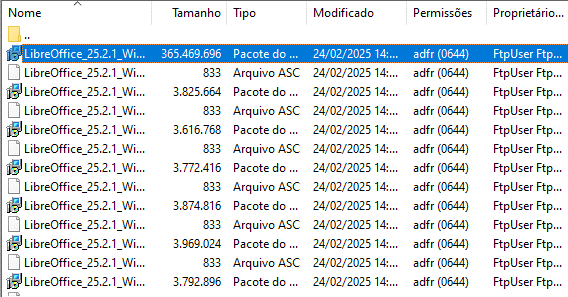 Nome Tamanho Tipo Modificado Permissões Proprietário...
..
LibreOffice_25.2.1_Wi... 365.469.696 Pacote do ... 24/02/2025 14:... adfr (0644) FtpUser Ftp...
LibreOffice_25.2.1_Wi... 833 Arquivo ASC 24/02/2025 14:... adfr (0644) FtpUser Ftp...
LibreOffice_25.2.1_Wi... 3.825.664 Pacote do ... 24/02/2025 14:... adfr (0644) FtpUser Ftp...
LibreOffice_25.2.1_Wi... 833 Arquivo ASC 24/02/2025 14:... adfr (0644) FtpUser Ftp...
LibreOffice_25.2.1_Wi... 3.616.768 Pacote do ... 24/02/2025 14:... adfr (0644) FtpUser Ftp...
LibreOffice_25.2.1_Wi... 833 Arquivo ASC 24/02/2025 14:... adfr (0644) FtpUser Ftp...
LibreOffice_25.2.1_Wi... 3.772.416 Pacote do ... 24/02/2025 14:... adfr (0644) FtpUser Ftp...
LibreOffice_25.2.1_Wi... 833 Arquivo ASC 24/02/2025 14:... adfr (0644) FtpUser Ftp...
LibreOffice_25.2.1_Wi... 3.874.816 Pacote do ... 24/02/2025 14:... adfr (0644) FtpUser Ftp...
LibreOffice_25.2.1_Wi... 833 Arquivo ASC 24/02/2025 14:... adfr (0644) FtpUser Ftp...
LibreOffice_25.2.1_Wi... 3.969.024 Pacote do ... 24/02/2025 14:... adfr (0644) FtpUser Ftp...
LibreOffice_25.2.1_Wi... 833 Arquivo ASC 24/02/2025 14:... adfr (0644) FtpUser Ftp...
LibreOffice_25.2.1_Wi... 3.792.896 Pacote do ... 24/02/2025 14:... adfr (0644) FtpUser Ftp...